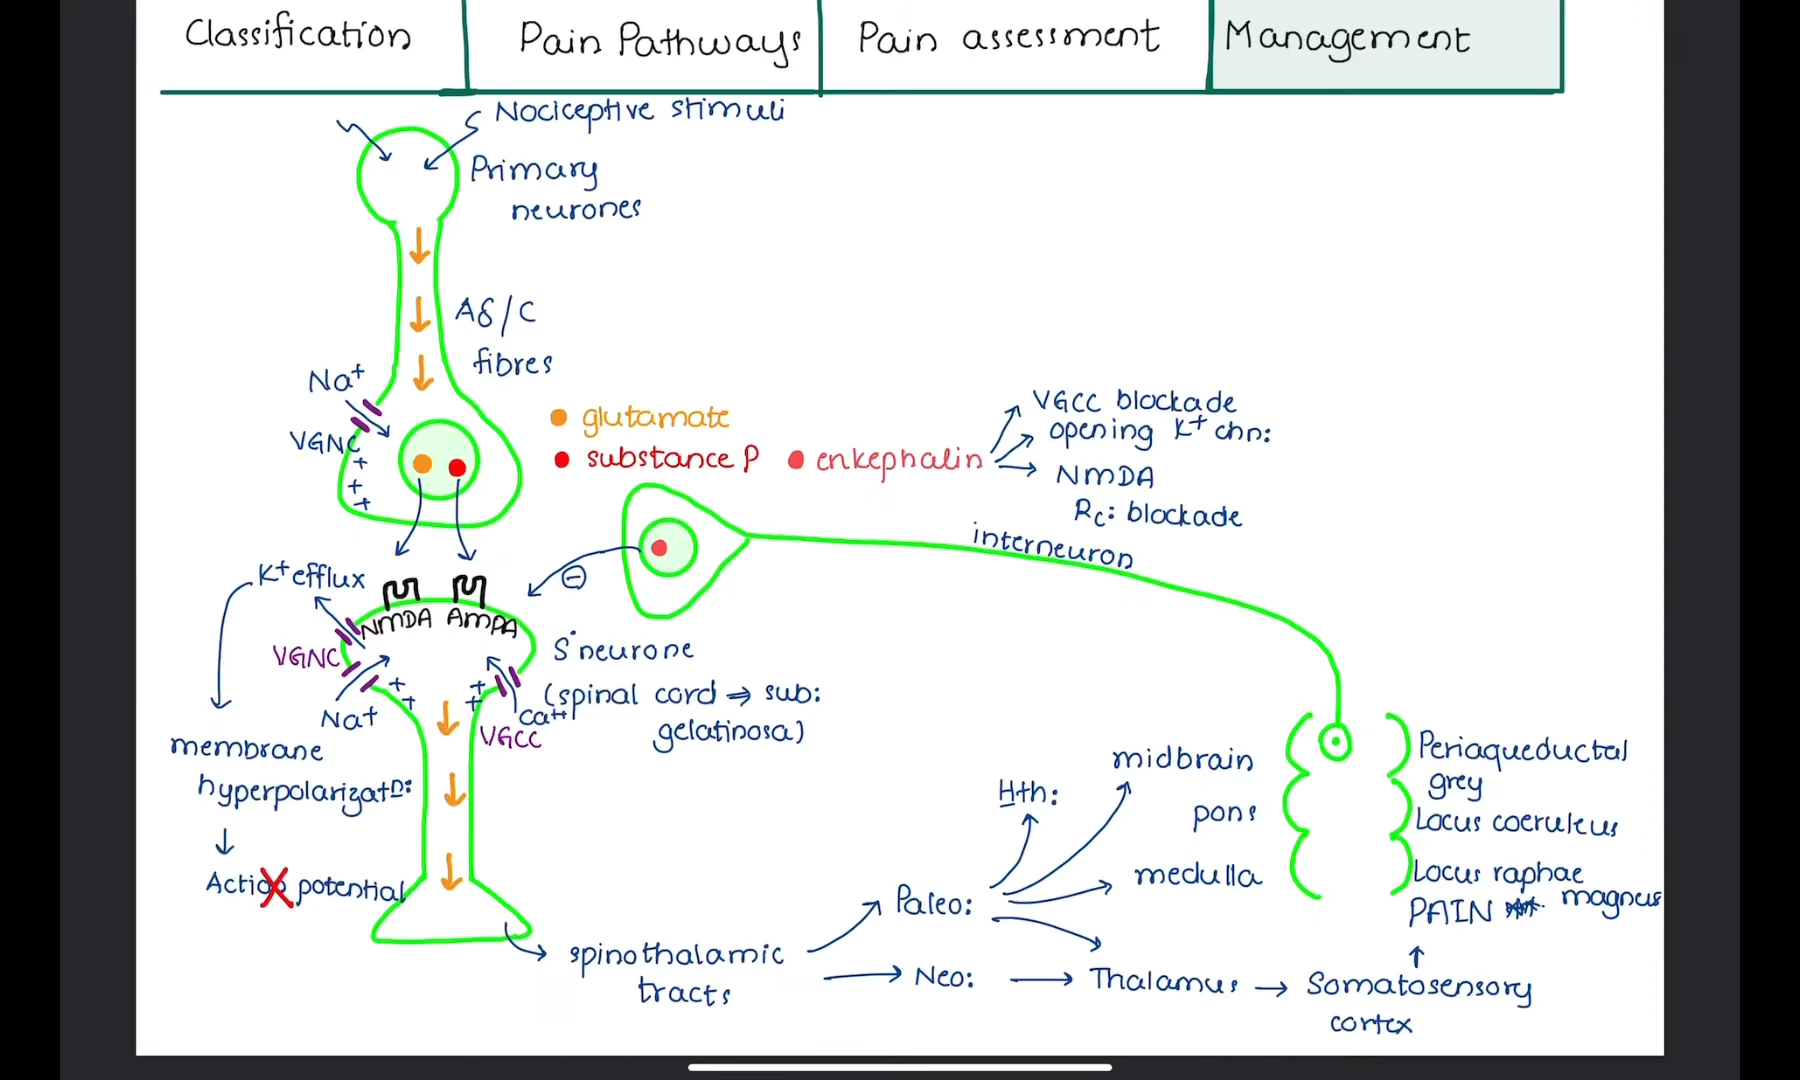 Classification
Pain Pathways
Pain assessment
Management
Nociceptive stimuli
Primary
neurones
Aδ/C
fibres
Na+
VGNC
+
+
+
glutamate
substance P
enkephalin
VGCC blockade
opening K+ chn:
NMDA
Rc: blockade
interneuron
K+ efflux
NMDA AMPA
VGNC
Na+
+
+
+
+
Ca++
VGCC
S' neurone
(spinal cord ⇒ sub:
gelatinosa)
membrane
hyperpolarizatn:
↓
Action potential
spinothalamic
tracts
Paleo:
Neo:
Hth:
midbrain
pons
medulla
Thalamus → Somatosensory
cortex
Periaqueductal
grey
Locus coeruleus
Locus raphae
magnus
PAIN